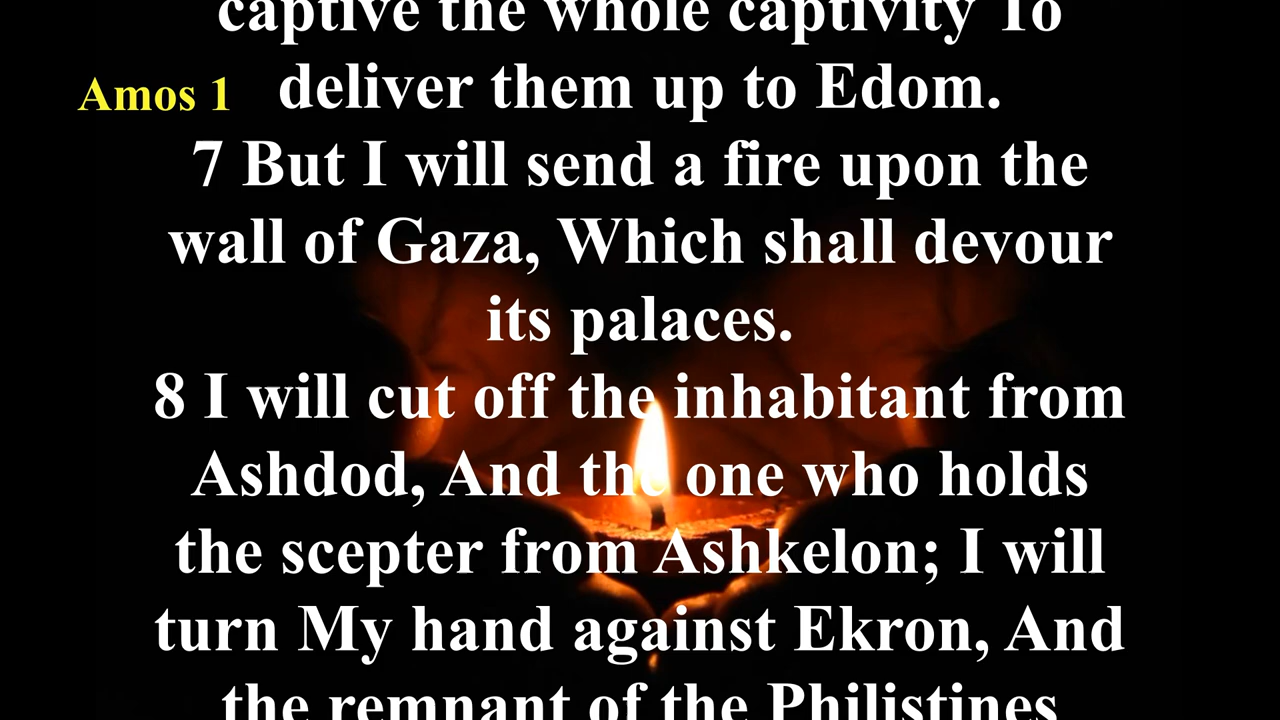 captive the whole captivity To
Amos 1
deliver them up to Edom.
7 But I will send a fire upon the
wall of Gaza, Which shall devour
its palaces.
8 I will cut off the inhabitant from
Ashdod, And the one who holds
the scepter from Ashkelon; I will
turn My hand against Ekron, And
the remnant of the Philistines